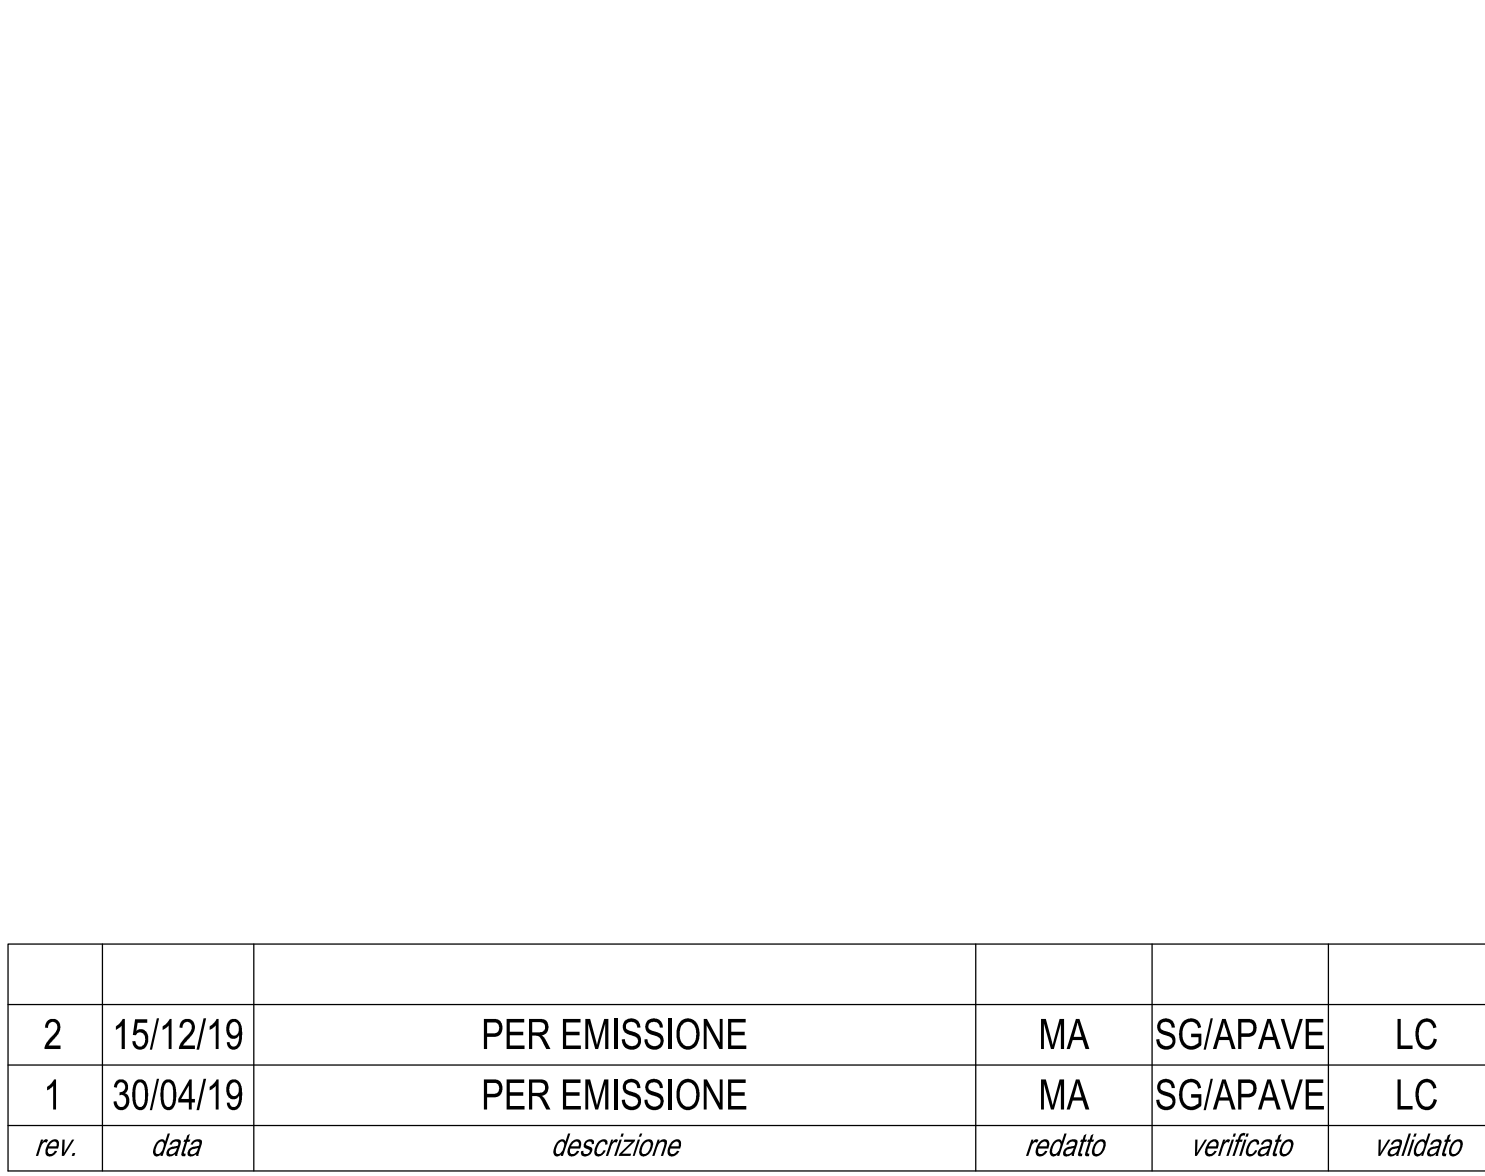 2 15/12/19 PER EMISSIONE MA SG/APAVE LC
1 30/04/19 PER EMISSIONE MA SG/APAVE LC
rev. data descrizione redatto verificato validato